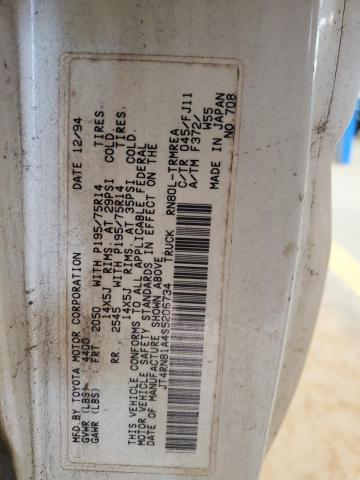 MFD BY TOYOTA MOTOR CORPORATION DATE 12/94
GVWR (LBS) 4400
GAWR (LBS) FRT 2050 WITH P195/75R14 TIRES.
14X5J RIMS. AT 29PSI COLD.
RR. 2545 WITH P195/75R14 TIRES.
14X5J RIMS. AT 35PSI COLD.
THIS VEHICLE CONFORMS TO ALL APPLICABLE FEDERAL
MOTOR VEHICLE SAFETY STANDARDS IN EFFECT ON THE
DATE OF MANUFACTURE SHOWN ABOVE.
JT4RN81A4S5206734 TRUCK RN80L-TRMREA
C/TR 045/FJ11
A/TM F372/
W55
MADE IN JAPAN
NO.708